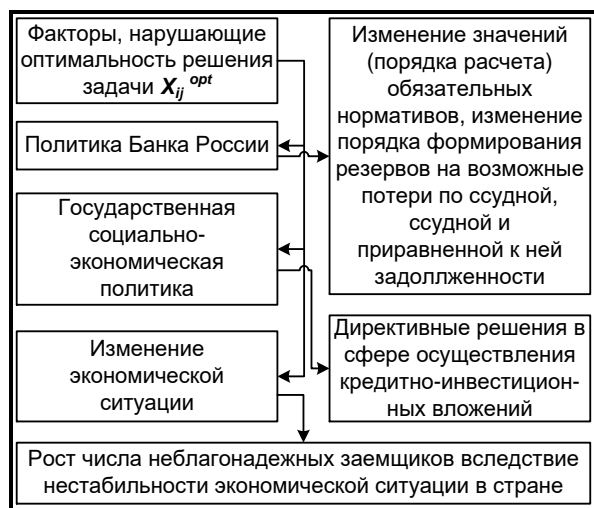 Факторы, нарушающие
оптимальность решения
задачи X_ij^opt
Политика Банка России
Государственная
социально-
экономическая
политика
Изменение
экономической
ситуации
Изменение значений
(порядка расчета)
обязательных
нормативов, изменение
порядка формирования
резервов на возможные
потери по ссудной,
ссудной и
приравненной к ней
задоллженности
Директивные решения в
сфере осуществления
кредитно-инвестицион-
ных вложений
Рост числа неблагонадежных заемщиков вследствие
нестабильности экономической ситуации в стране